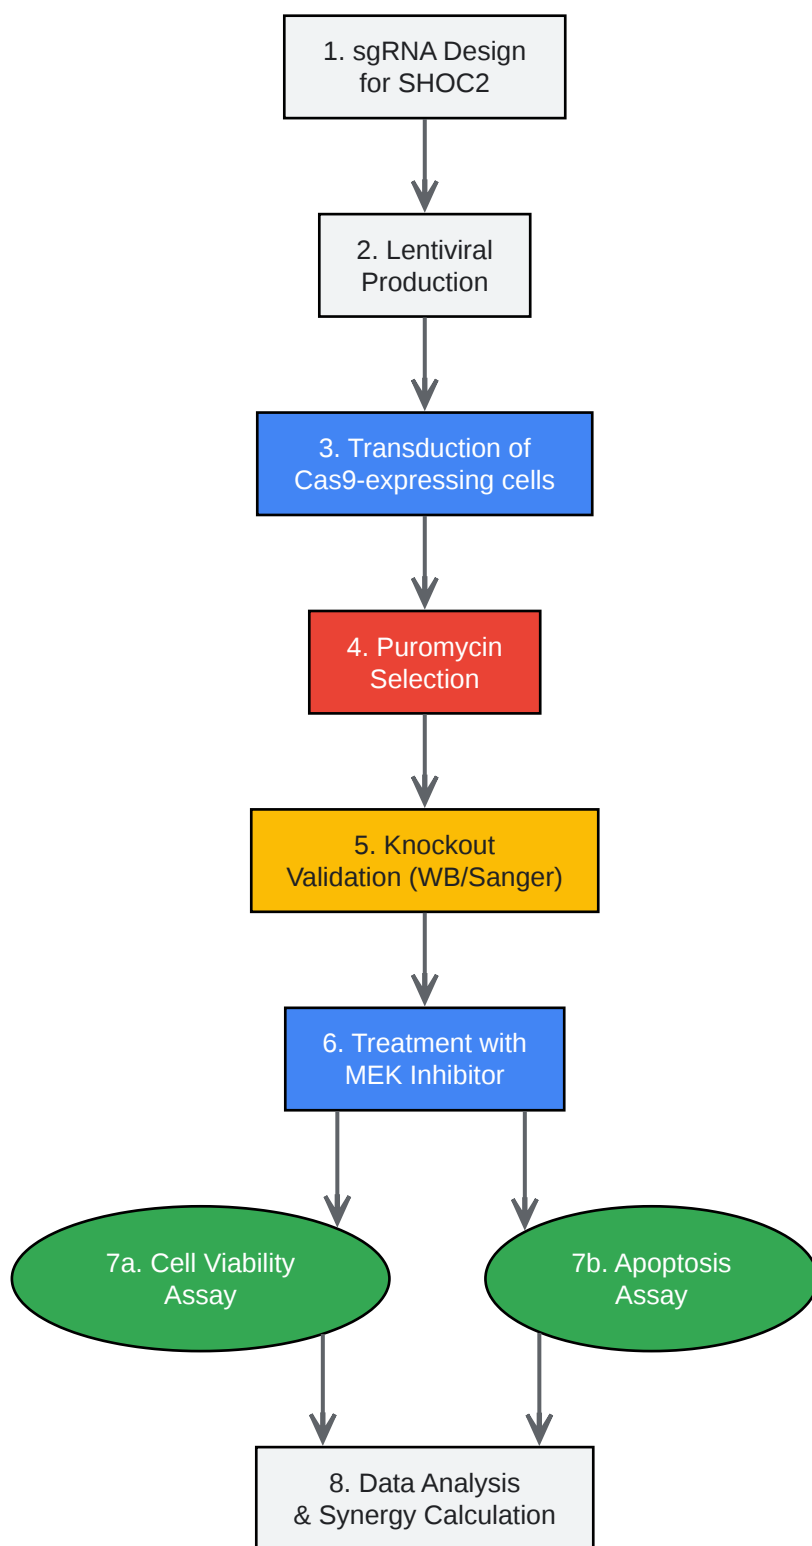 1. sgRNA Design
for SHOC2
2. Lentiviral
Production
3. Transduction of
Cas9-expressing cells
4. Puromycin
Selection
5. Knockout
Validation (WB/Sanger)
6. Treatment with
MEK Inhibitor
7a. Cell Viability
Assay
7b. Apoptosis
Assay
8. Data Analysis
& Synergy Calculation